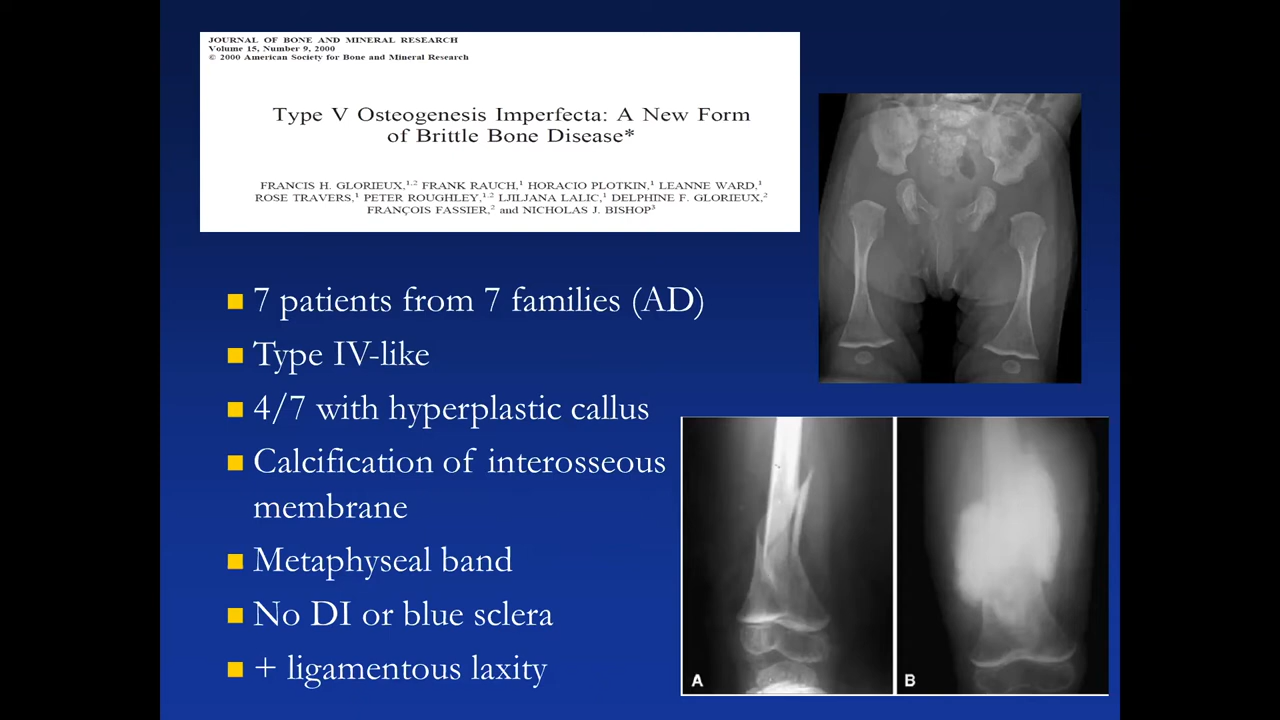 JOURNAL OF BONE AND MINERAL RESEARCH
Volume 15, Number 9, 2000
© 2000 American Society for Bone and Mineral Research
Type V Osteogenesis Imperfecta: A New Form
of Brittle Bone Disease*
FRANCIS H. GLORIEUX,1,2 FRANK RAUCH,1 HORACIO PLOTKIN,1 LEANNE WARD,1
ROSE TRAVERS,1 PETER ROUGHLEY,1,2 LJILJANA LALIC,1 DELPHINE F. GLORIEUX,2
FRANÇOIS FASSIER,2 and NICHOLAS J. BISHOP3
7 patients from 7 families (AD)
Type IV-like
4/7 with hyperplastic callus
Calcification of interosseous
membrane
Metaphyseal band
No DI or blue sclera
+ ligamentous laxity
A
B